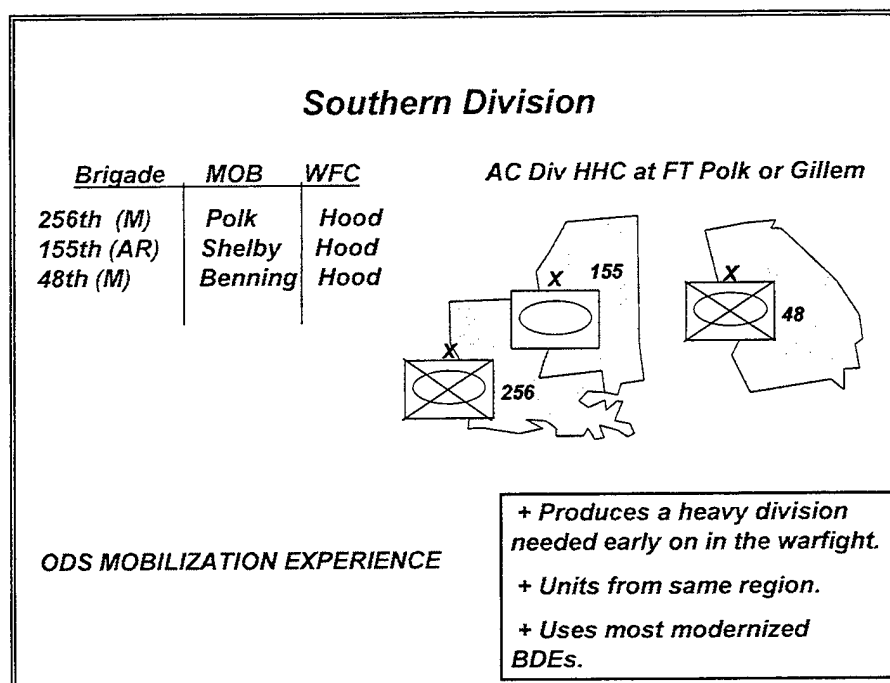 Southern Division
Brigade MOB WFC
256th (M) Polk Hood
155th (AR) Shelby Hood
48th (M) Benning Hood
AC Div HHC at FT Polk or Gillem
X 155
X 48
X 256
ODS MOBILIZATION EXPERIENCE
+ Produces a heavy division
needed early on in the warfight.
+ Units from same region.
+ Uses most modernized
BDEs.